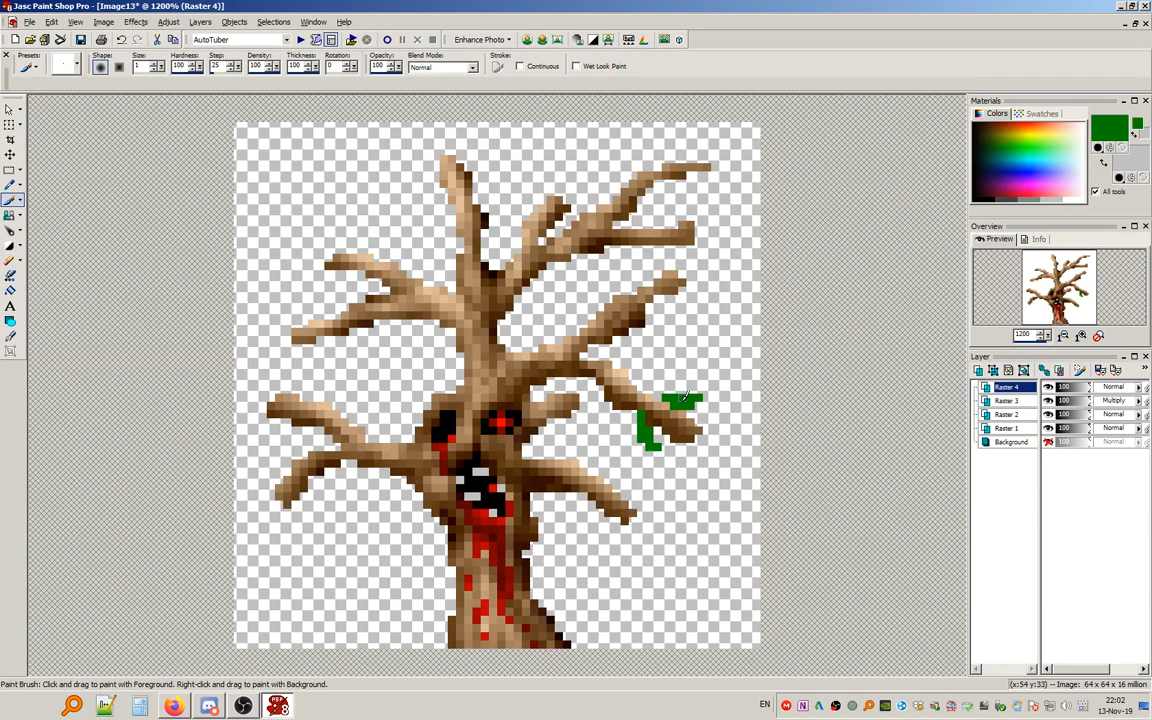 Jasc Paint Shop Pro - [Image13* @ 1200% (Raster 4)]
File Edit View Image Effects Adjust Layers Objects Selections Window Help
AutoTuber Enhance Photo
Presets: Shape: Size: Hardness: Step: Density: Thickness: Rotation: Opacity: Blend Mode: Stroke:
1 100 25 100 100 0 100 Normal Continuous Wet Look Paint
Materials
Colors Swatches
All tools
Overview
Preview Info
1200
Layer
Raster 4 100 Normal
Raster 3 100 Multiply
Raster 2 100 Normal
Raster 1 100 Normal
Background 100 Normal
Paint Brush: Click and drag to paint with Foreground. Right-click and drag to paint with Background.
(x:54 y:33) -- Image: 64 x 64 x 16 million
EN
22:02
13-Nov-19